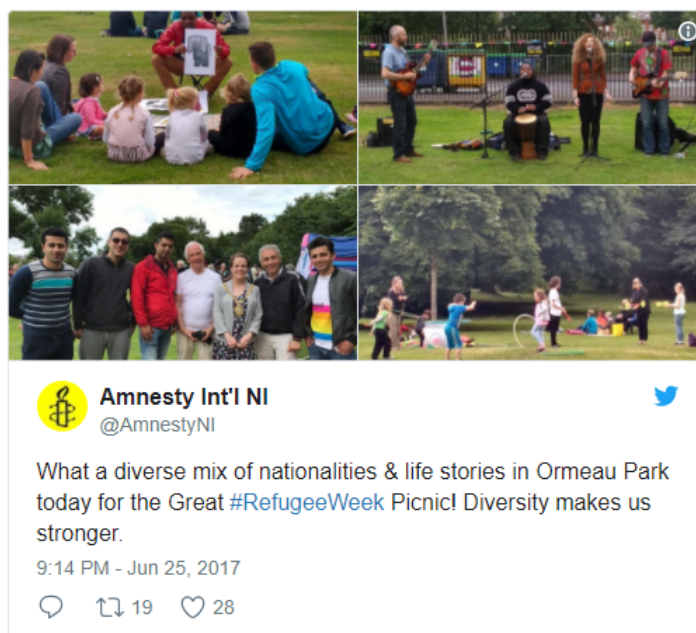 Amnesty Int'l NI
@AmnestyNI
What a diverse mix of nationalities & life stories in Ormeau Park
today for the Great #RefugeeWeek Picnic! Diversity makes us
stronger.
9:14 PM - Jun 25, 2017
19 28